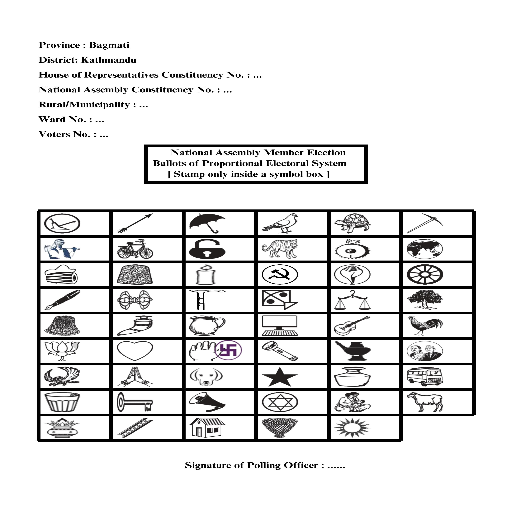 Province : Bagmati
District: Kathmandu
House of Representatives Constituency No. : ...
National Assembly Constituency No. : ...
Rural/Municipality : ...
Ward No. : ...
Voters No. : ...
National Assembly Member Election
Ballots of Proportional Electoral System
[ Stamp only inside a symbol box ]
Signature of Polling Officer : ......